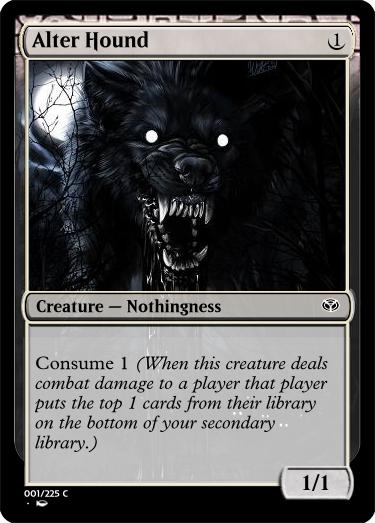 Alter Hound 1
Creature — Nothingness
Consume 1 (When this creature deals
combat damage to a player that player
puts the top 1 cards from their library
on the bottom of your secondary
library.)
1/1
001/225 C